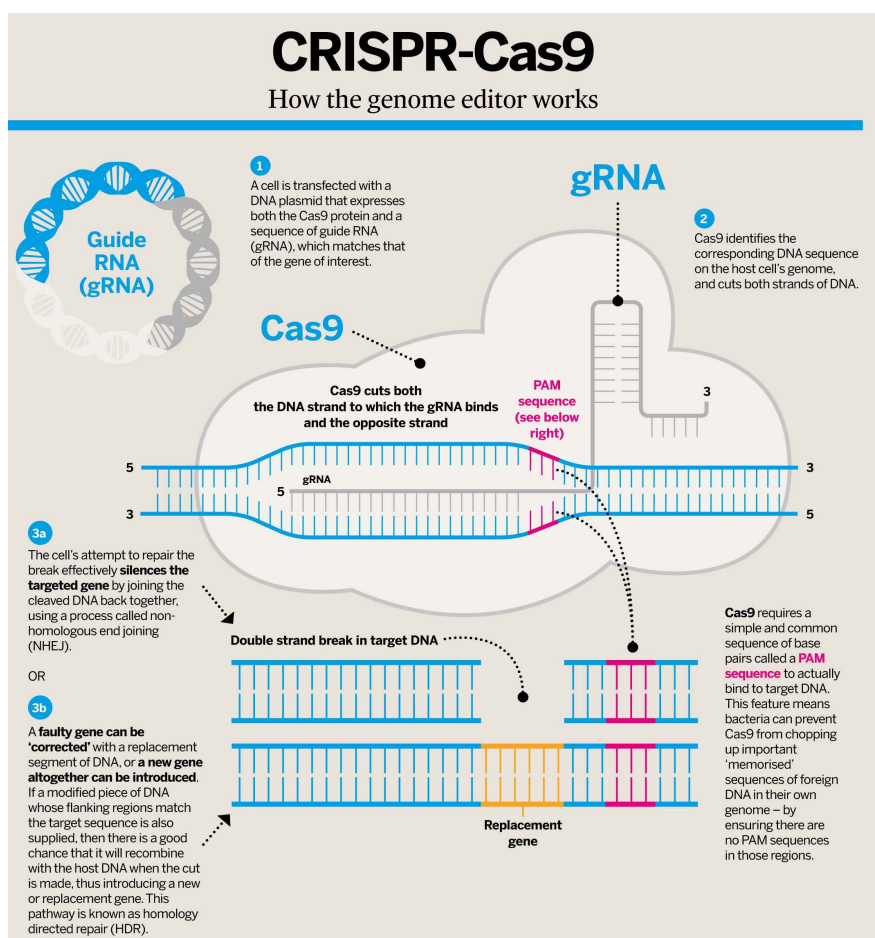 CRISPR-Cas9
How the genome editor works
Guide
RNA
(gRNA)
1
A cell is transfected with a
DNA plasmid that expresses
both the Cas9 protein and a
sequence of guide RNA
(gRNA), which matches that
of the gene of interest.
gRNA
2
Cas9 identifies the
corresponding DNA sequence
on the host cell's genome,
and cuts both strands of DNA.
Cas9
Cas9 cuts both
the DNA strand to which the gRNA binds
and the opposite strand
PAM
sequence
(see below
right)
3
5
3
gRNA
5
3
5
3a
The cell's attempt to repair the
break effectively silences the
targeted gene by joining the
cleaved DNA back together,
using a process called non-
homologous end joining
(NHEJ).
OR
3b
A faulty gene can be
‘corrected’ with a replacement
segment of DNA, or a new gene
altogether can be introduced.
If a modified piece of DNA
whose flanking regions match
the target sequence is also
supplied, then there is a good
chance that it will recombine
with the host DNA when the cut
is made, thus introducing a new
or replacement gene. This
pathway is known as homology
directed repair (HDR).
Double strand break in target DNA
Replacement
gene
Cas9 requires a
simple and common
sequence of base
pairs called a PAM
sequence to actually
bind to target DNA.
This feature means
bacteria can prevent
Cas9 from chopping
up important
‘memorised’
sequences of foreign
DNA in their own
genome – by
ensuring there are
no PAM sequences
in those regions.